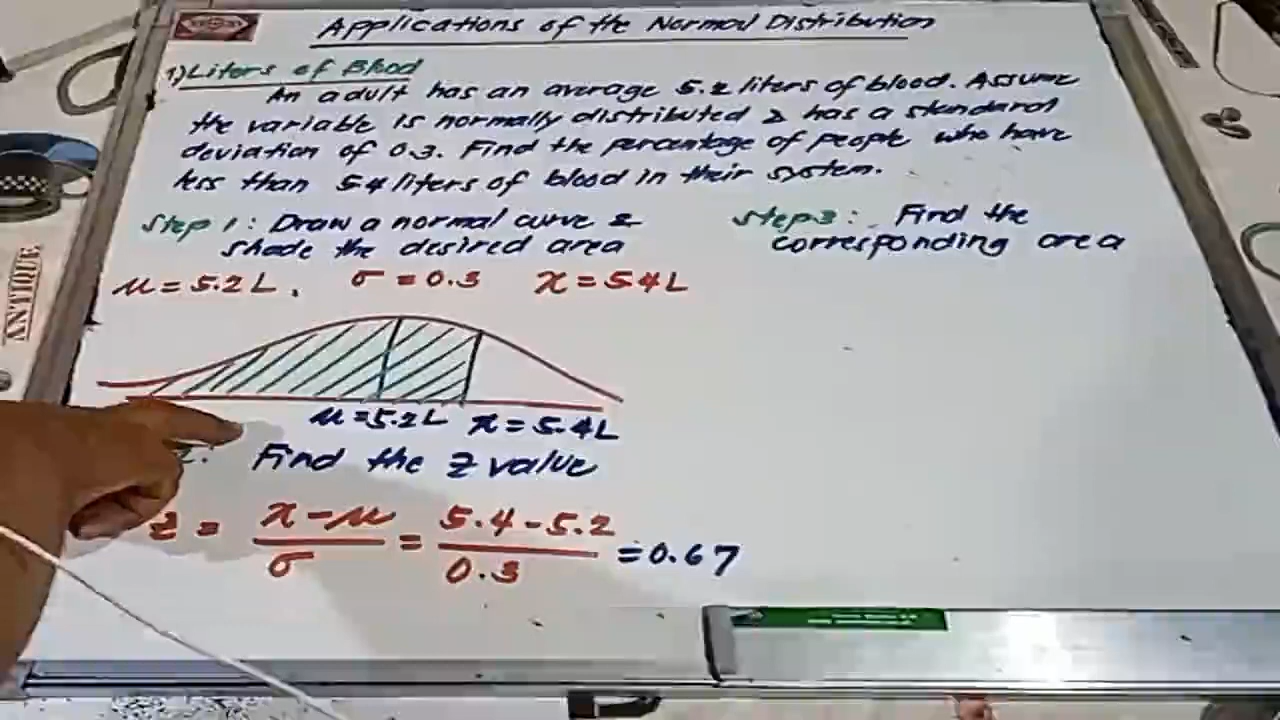 Applications of the Normal Distribution
1) Liters of Blood
An adult has an average 5.2 liters of blood. Assume
the variable is normally distributed & has a standard
deviation of 0.3. Find the percentage of people who have
less than 5.4 liters of blood in their system.
Step 1: Draw a normal curve &
shade the desired area
μ = 5.2 L, σ = 0.3 x = 5.4 L
μ = 5.2 L x = 5.4 L
Find the z value
z = x - μ / σ = 5.4 - 5.2 / 0.3 = 0.67
Step 3: Find the
corresponding area
ANTIQUE